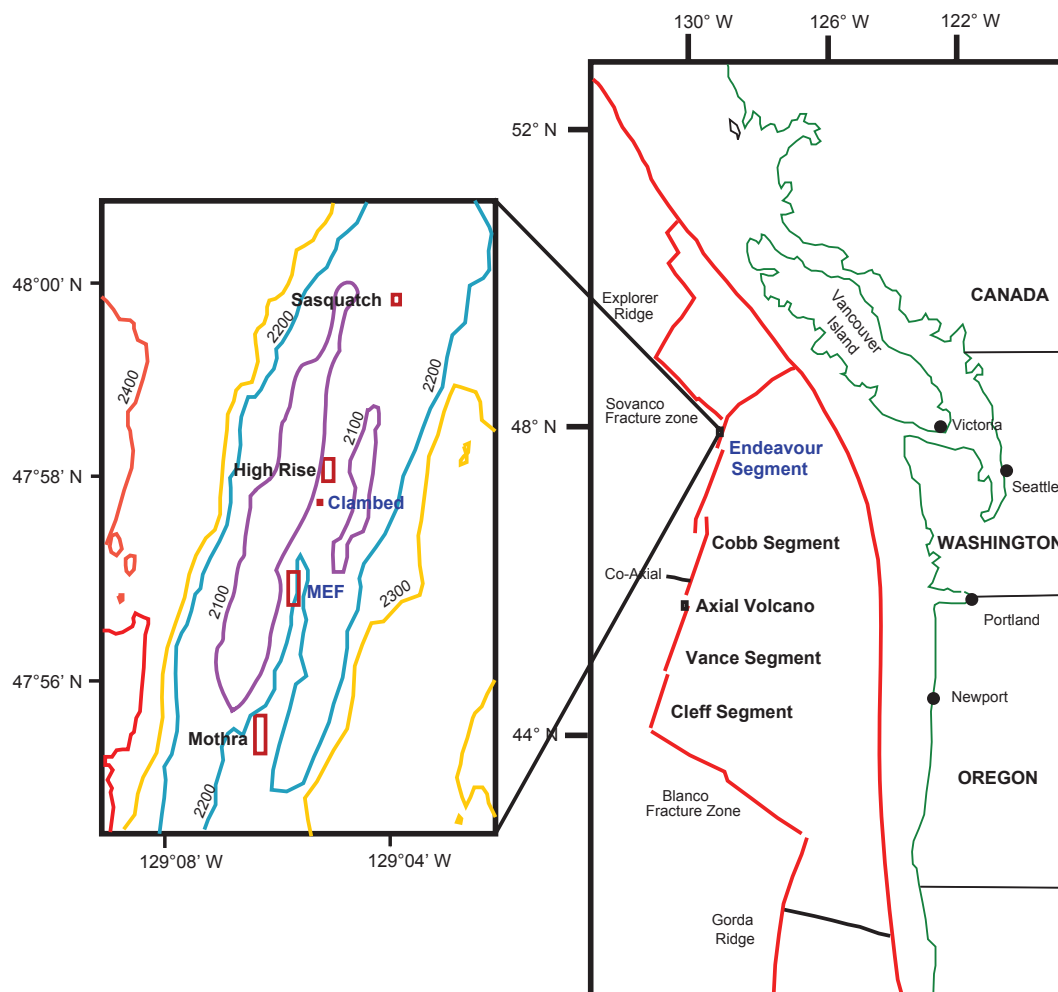 130° W
126° W
122° W
52° N
48° N
44° N
CANADA
Vancouver
Island
Explorer
Ridge
Sovanco
Fracture zone
Victoria
Endeavour
Segment
Seattle
Cobb Segment
WASHINGTON
Co-Axial
Axial Volcano
Portland
Vance Segment
Newport
Cleff Segment
OREGON
Blanco
Fracture Zone
Gorda
Ridge
48°00’ N
47°58’ N
47°56’ N
129°08’ W
129°04’ W
Sasquatch
2200
2400
2200
2100
High Rise
Clambed
MEF
2100
2300
Mothra
2200